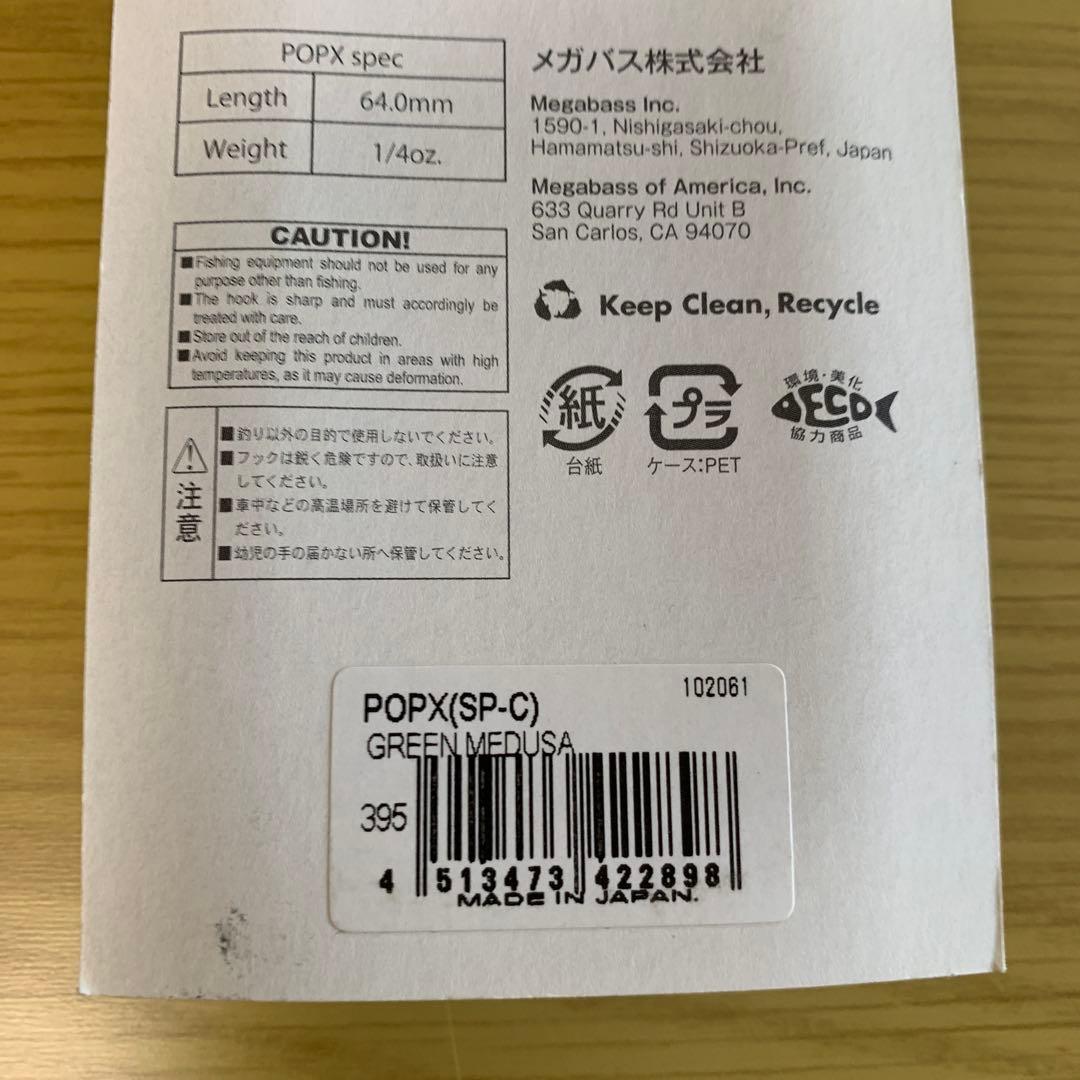 POPX spec
Length 64.0mm
Weight 1/4oz.
CAUTION!
■Fishing equipment should not be used for any
purpose other than fishing.
■The hook is sharp and must accordingly be
treated with care.
■Store out of the reach of children.
■Avoid keeping this product in areas with high
temperatures, as it may cause deformation.
注意
■釣り以外の目的で使用しないでください。
■フックは鋭く危険ですので、取扱いに注意
してください。
■車中などの高温場所を避けて保管してく
ださい。
■幼児の手の届かない所へ保管してください。
メガバス株式会社
Megabass Inc.
1590-1, Nishigasaki-chou,
Hamamatsu-shi, Shizuoka-Pref, Japan
Megabass of America, Inc.
633 Quarry Rd Unit B
San Carlos, CA 94070
Keep Clean, Recycle
紙
台紙
プラ
ケース:PET
環境・美化
ECO
協力商品
102061
POPX(SP-C)
GREEN MEDUSA
395
4 513473 422898
MADE IN JAPAN.